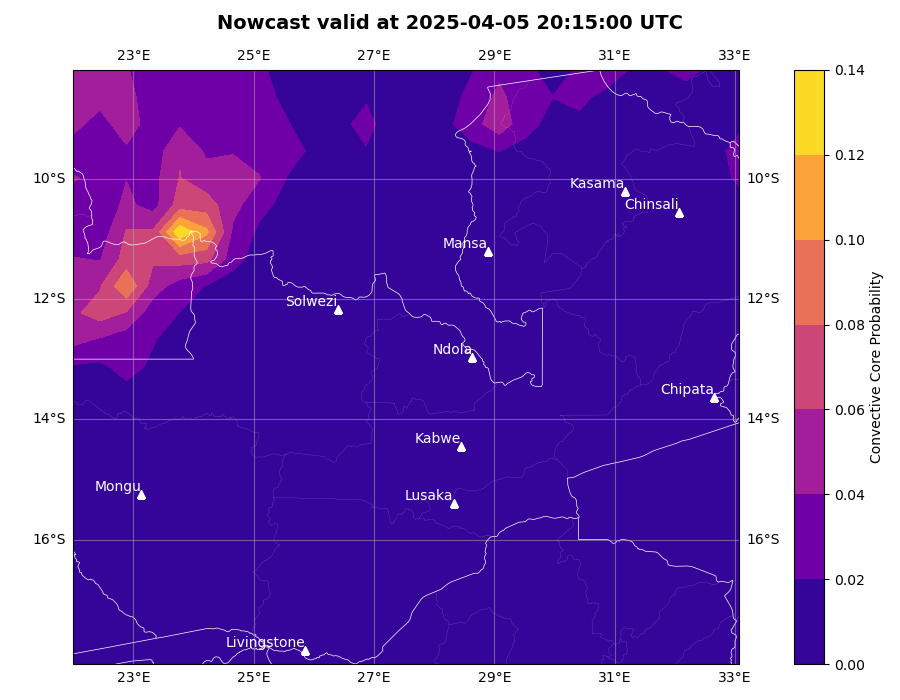 Nowcast valid at 2025-04-05 20:15:00 UTC
23°E 25°E 27°E 29°E 31°E 33°E
0.14
0.12
10°S 10°S
Kasama
Chinsali
0.10
Mansa
12°S 12°S
Solwezi
0.08
Ndola
Convective Core Probability
Chipata
0.06
14°S 14°S
Kabwe
Mongu
Lusaka
0.04
16°S 16°S
0.02
Livingstone
0.00
23°E 25°E 27°E 29°E 31°E 33°E